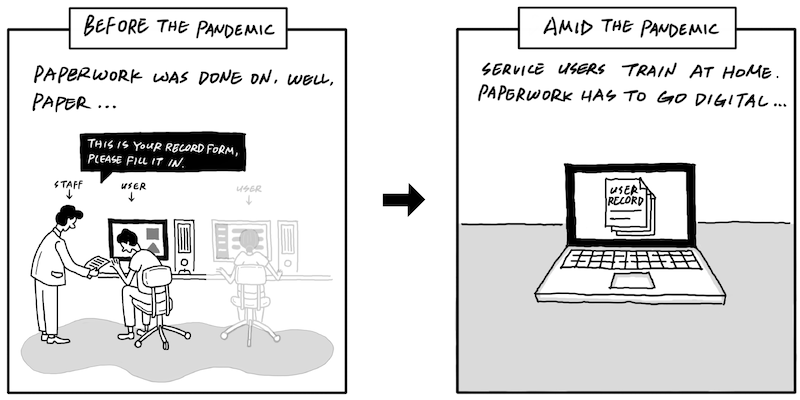 BEFORE THE PANDEMIC
PAPERWORK WAS DONE ON, WELL,
PAPER...
THIS IS YOUR RECORD FORM,
PLEASE FILL IT IN.
STAFF
USER
USER
AMID THE PANDEMIC
SERVICE USERS TRAIN AT HOME.
PAPERWORK HAS TO GO DIGITAL...
USER
RECORD